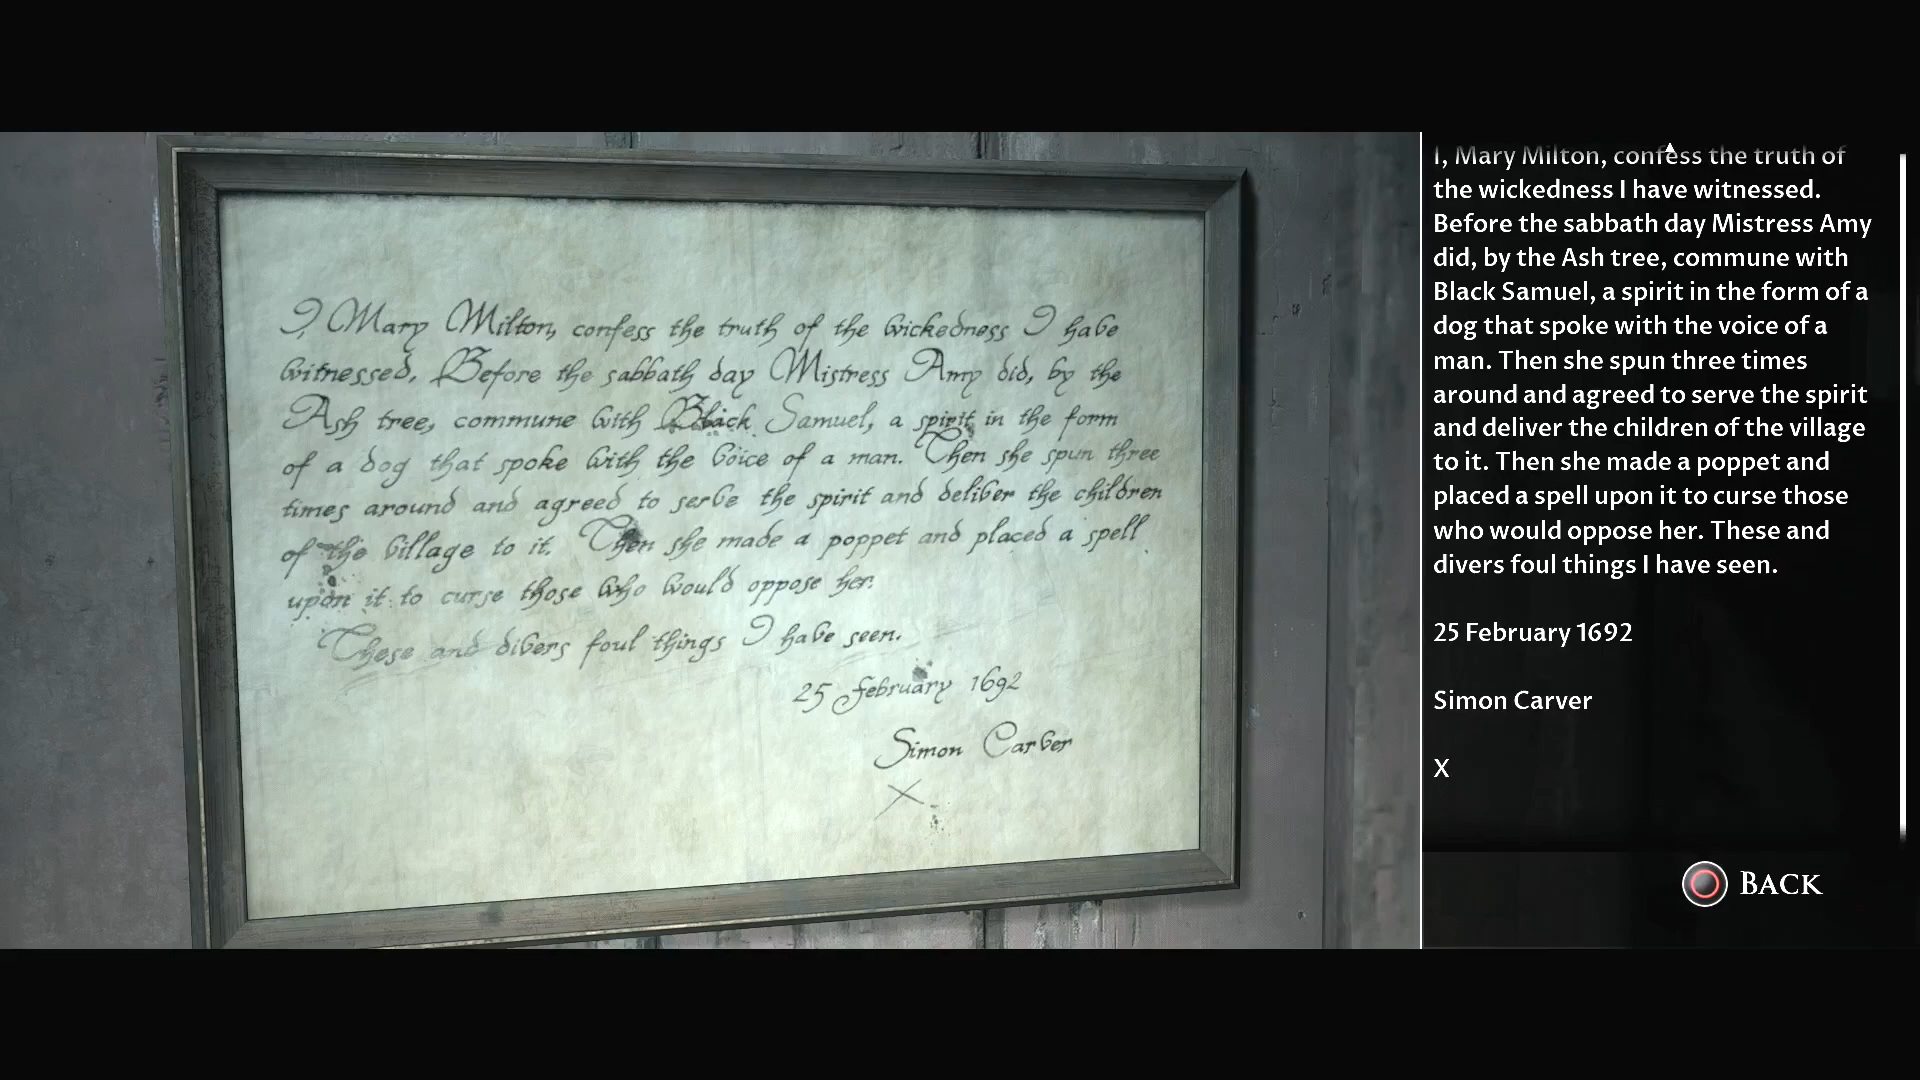 I, Mary Milton, confess the truth of the wickedness I have
witnessed. Before the sabbath day Mistress Amy did, by the
Ash tree, commune with Black Samuel, a spirit in the form
of a dog that spoke with the voice of a man. Then she spun three
times around and agreed to serve the spirit and deliver the children
of the village to it. Then she made a poppet and placed a spell
upon it to curse those who would oppose her.
These and divers foul things I have seen.
25 February 1692
Simon Carver
X
I, Mary Milton, confess the truth of
the wickedness I have witnessed.
Before the sabbath day Mistress Amy
did, by the Ash tree, commune with
Black Samuel, a spirit in the form of a
dog that spoke with the voice of a
man. Then she spun three times
around and agreed to serve the spirit
and deliver the children of the village
to it. Then she made a poppet and
placed a spell upon it to curse those
who would oppose her. These and
divers foul things I have seen.
25 February 1692
Simon Carver
X
BACK